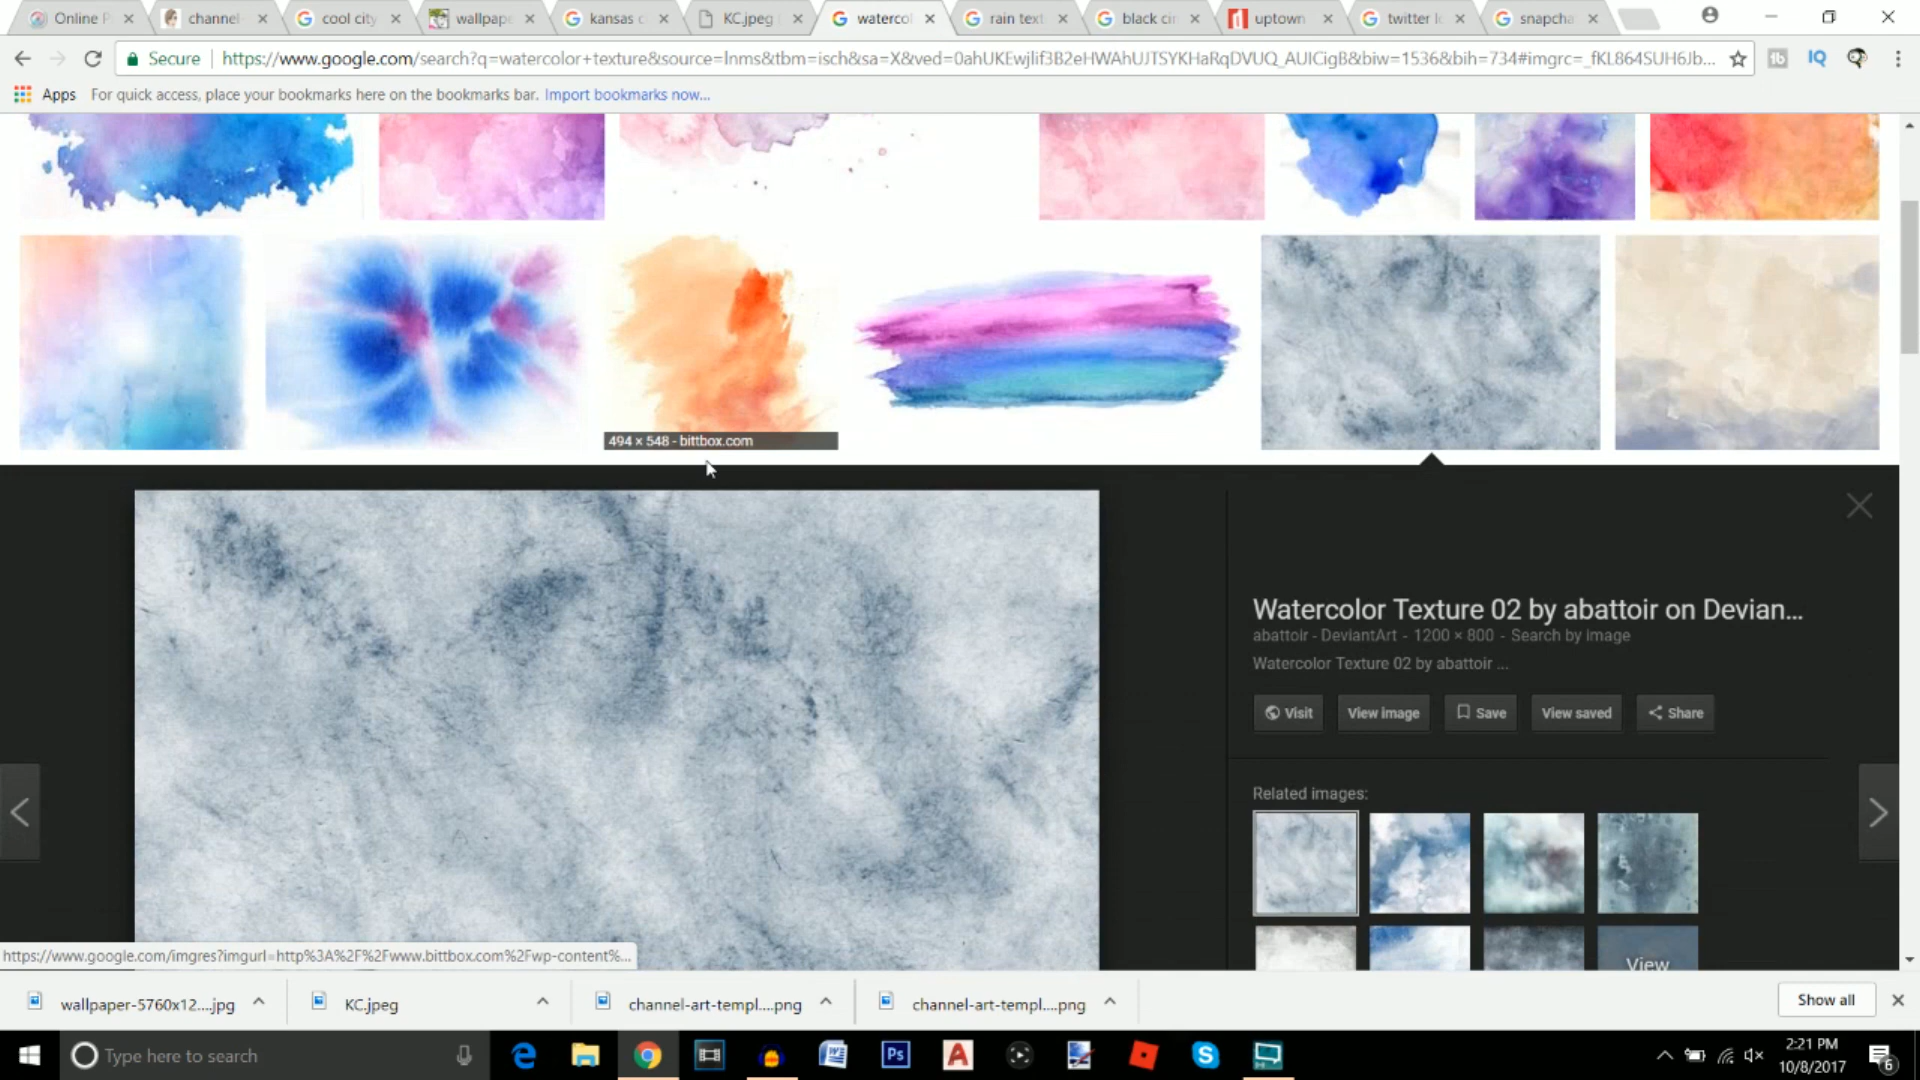 Online P
channel-
cool city
wallpape
kansas c
KC.jpeg
watercol
rain text
black cir
uptown
twitter lo
snapcha
Secure
https://www.google.com/search?q=watercolor+texture&source=lnms&tbm=isch&sa=X&ved=0ahUKEwjlif3B2eHWAhUJTSYKHaRqDVUQ_AUICigB&biw=1536&bih=734#imgrc=_fKL864SUH6Jb...
Apps For quick access, place your bookmarks here on the bookmarks bar. Import bookmarks now...
494 × 548 - bittbox.com
Watercolor Texture 02 by abattoir on Devian...
abattoir - DeviantArt - 1200 × 800 - Search by image
Watercolor Texture 02 by abattoir ...
Visit
View image
Save
View saved
Share
Related images:
View
https://www.google.com/imgres?imgurl=http%3A%2F%2Fwww.bittbox.com%2Fwp-content%...
wallpaper-5760x12....jpg
KC.jpeg
channel-art-templ....png
channel-art-templ....png
Show all
Type here to search
Ps
2:21 PM
10/8/2017
6